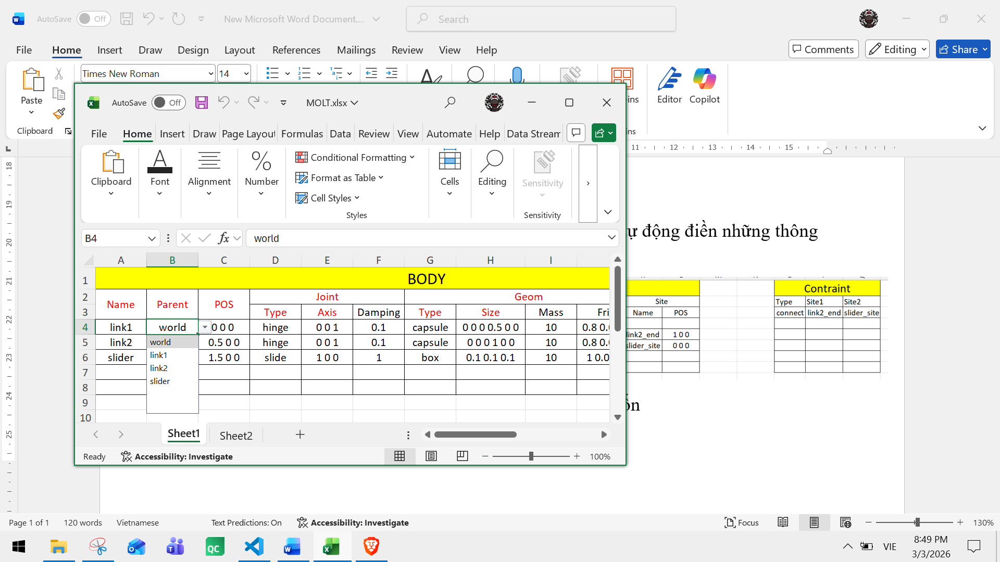 AutoSave Off New Microsoft Word Document.... Search
File Home Insert Draw Design Layout References Mailings Review View Help Comments Editing Share
Paste Times New Roman 14 Editor Copilot
Clipboard
AutoSave Off MOLT.xlsx
File Home Insert Draw Page Layout Formulas Data Review View Automate Help Data Stream
Clipboard Font Alignment Number Conditional Formatting Format as Table Cell Styles Cells Editing Sensitivity
Styles Sensitivity
B4 fx world
A B C D E F G H I
1 BODY
2 Name Parent POS Joint Geom
3 Type Axis Damping Type Size Mass Fri
4 link1 world 0 0 0 hinge 0 0 1 0.1 capsule 0 0 0 0.5 0 0 10 0.8 0.
5 link2 0.5 0 0 hinge 0 0 1 0.1 capsule 0 0 0 1 0 0 10 0.8 0.
6 slider 1.5 0 0 slide 1 0 0 1 box 0.1 0.1 0.1 10 1 0.0
7
8
9
10
world
link1
link2
slider
Sheet1 Sheet2
Ready Accessibility: Investigate 100%
11 12 13 14 15
18
19
20
21
22
23
24
25
ự động điền những thông
Contraint
Site Type Site1 Site2
Name POS connect link2_end slider_site
link2_end 1 0 0
slider_site 0 0 0
ốn
Page 1 of 1 120 words Vietnamese Text Predictions: On Accessibility: Investigate Focus 130%
QC VIE 8:49 PM
3/3/2026